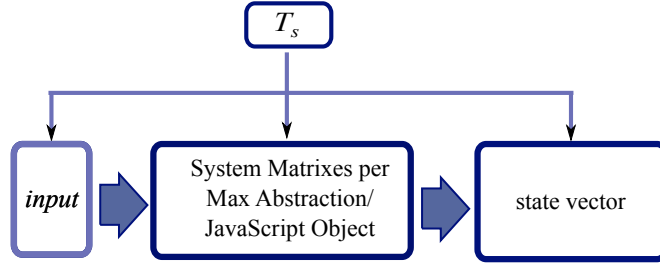 T_s
input
System Matrixes per
Max Abstraction/
JavaScript Object
state vector